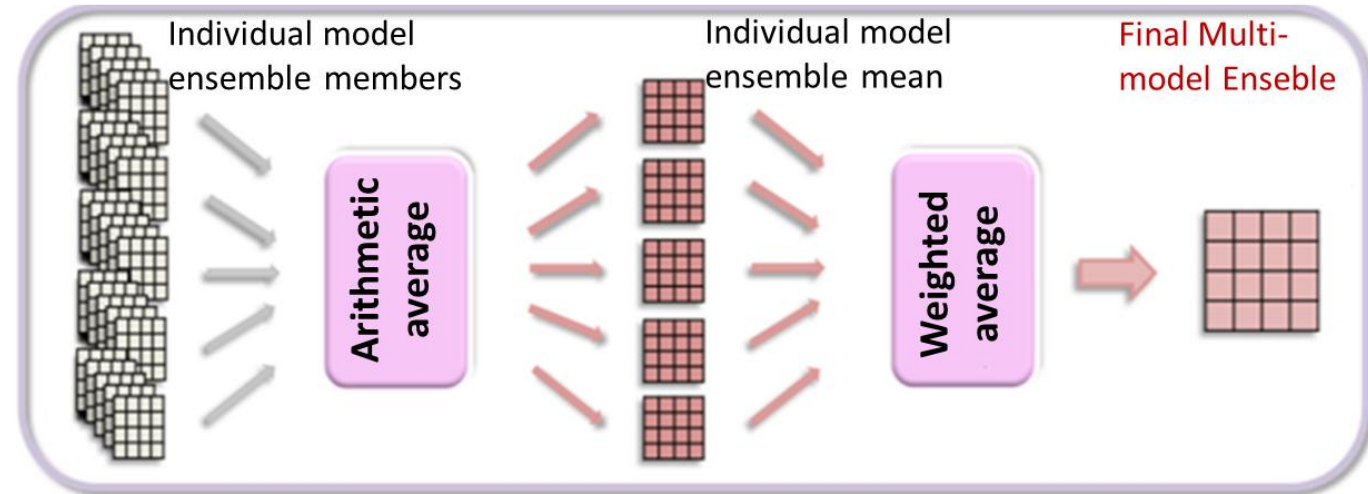 Individual model
ensemble members
Arithmetic
average
Individual model
ensemble mean
Weighted
average
Final Multi-
model Enseble